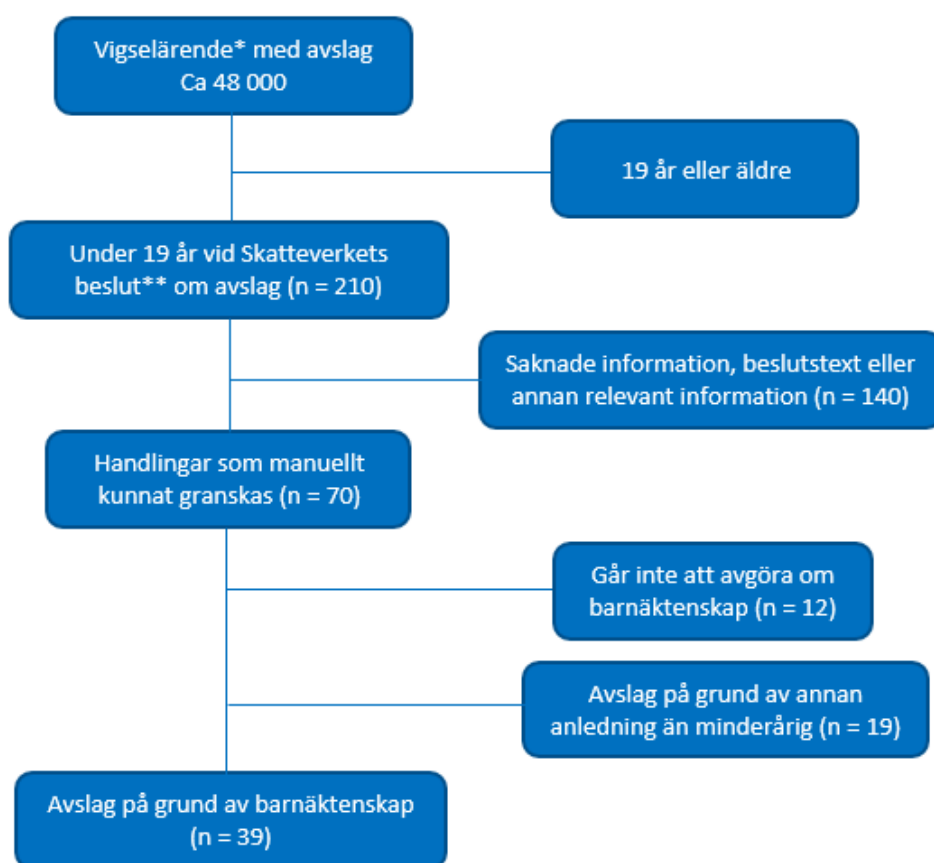 Vigselärende* med avslag
Ca 48 000
19 år eller äldre
Under 19 år vid Skatteverkets
beslut** om avslag (n = 210)
Saknade information, beslutstext eller
annan relevant information (n = 140)
Handlingar som manuellt
kunnat granskas (n = 70)
Går inte att avgöra om
barnäktenskap (n = 12)
Avslag på grund av annan
anledning än minderårig (n = 19)
Avslag på grund av barnäktenskap
(n = 39)